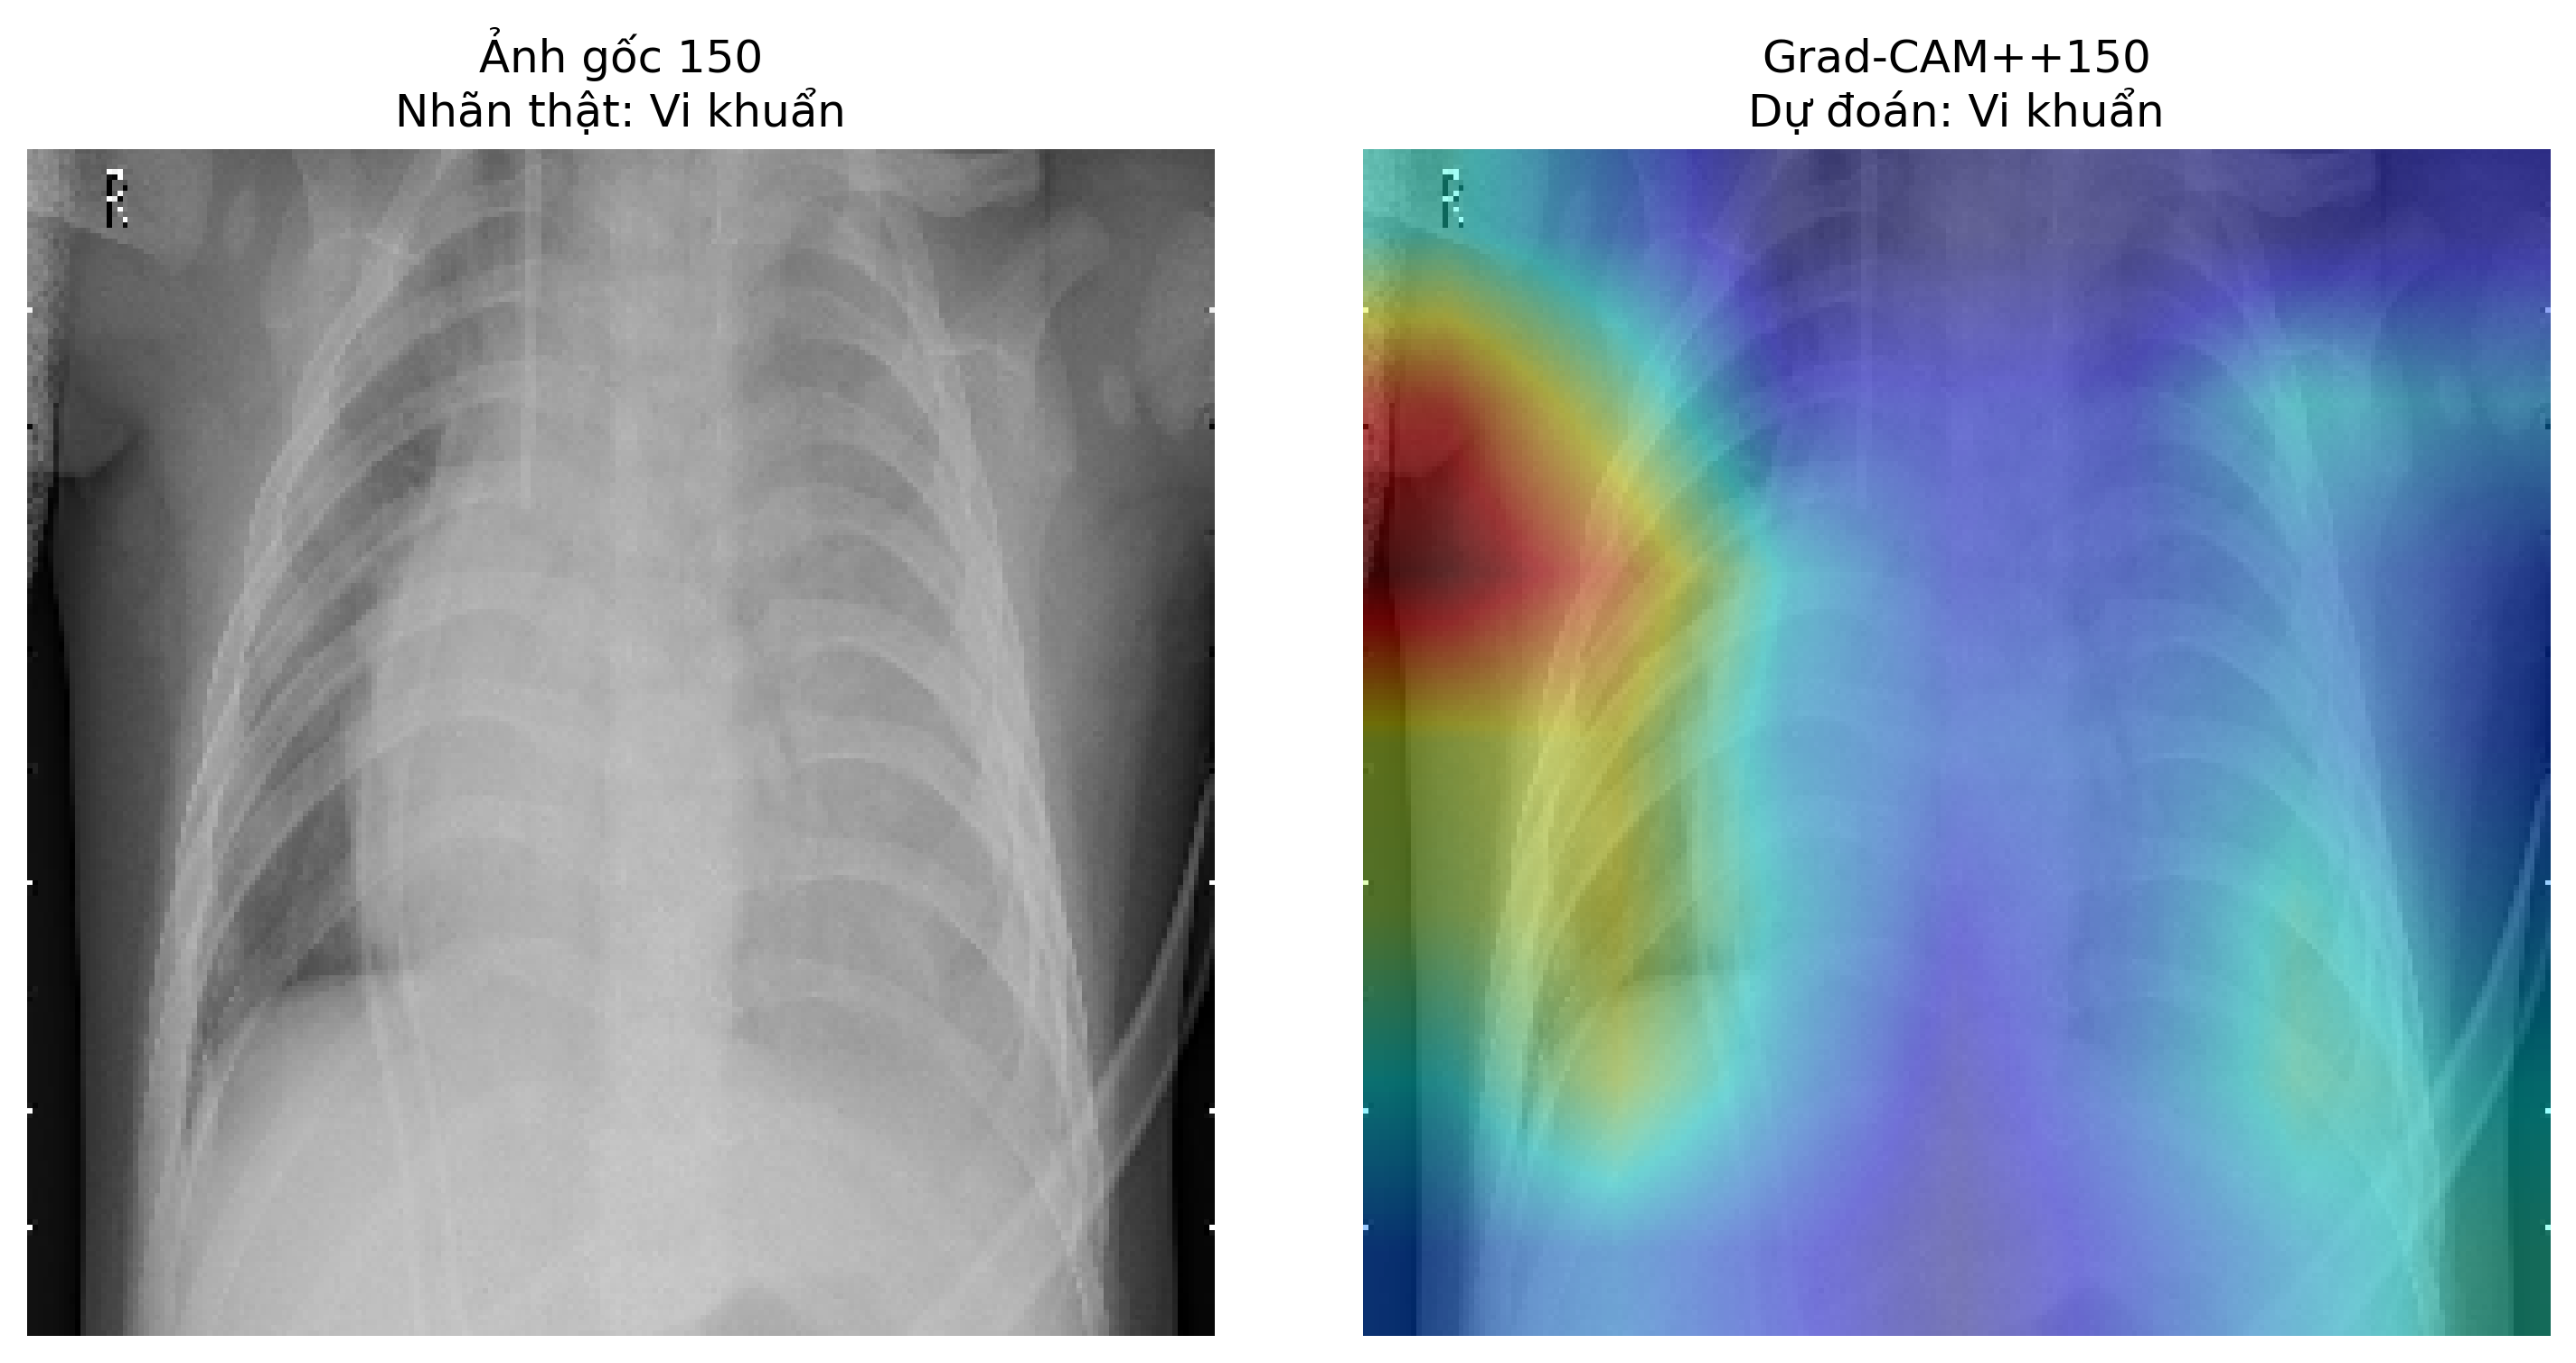 Ảnh gốc 150
Nhãn thật: Vi khuẩn
R
Grad-CAM++150
Dự đoán: Vi khuẩn
R